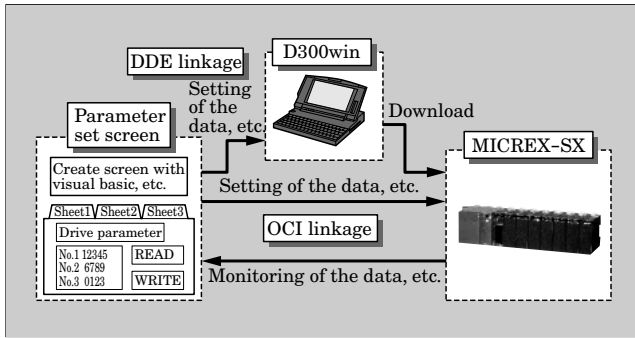 D300win
DDE linkage
Setting
of the
data, etc.
Download
Parameter
set screen
MICREX-SX
Create screen with
visual basic, etc.
Setting of the data, etc.
Sheet1 Sheet2 Sheet3
OCI linkage
Drive parameter
No.1 12345
No.2 6789
No.3 0123
READ
WRITE
Monitoring of the data, etc.